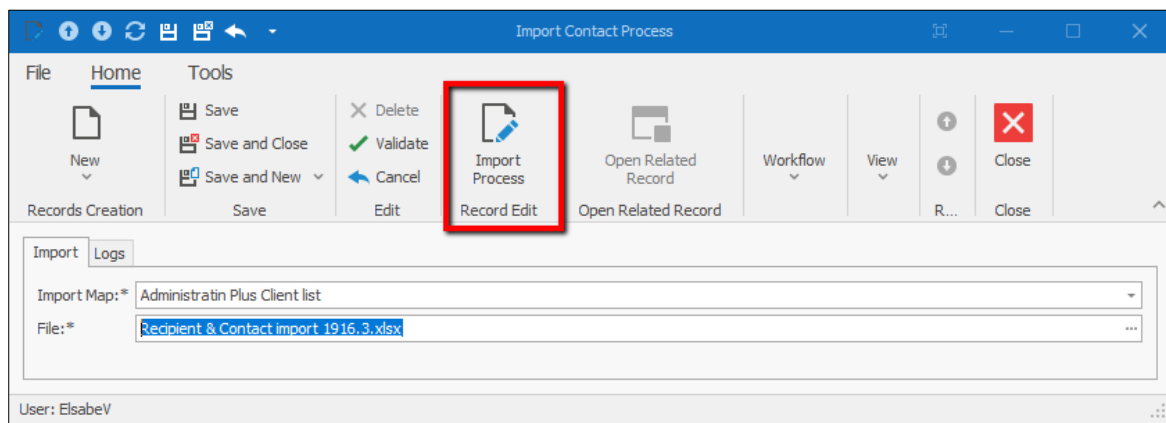 Import Contact Process
File Home Tools
New
Records Creation
Save
Save and Close
Save and New
Save
Delete
Validate
Cancel
Edit
Import
Process
Record Edit
Open Related
Record
Open Related Record
Workflow
View
R...
Close
Close
Import Logs
Import Map:* Administratin Plus Client list
File:* Recipient & Contact import 1916.3.xlsx
...
User: ElsabeV